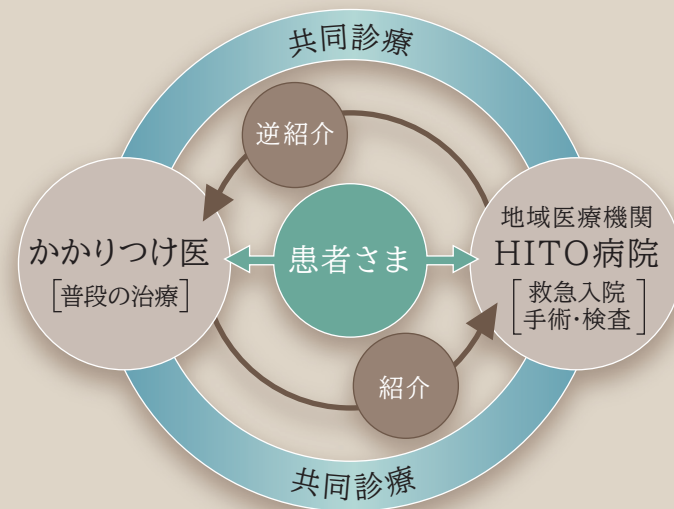 共同診療
逆紹介
かかりつけ医
[普段の治療]
患者さま
地域医療機関
HITO病院
[救急入院
手術・検査]
紹介
共同診療